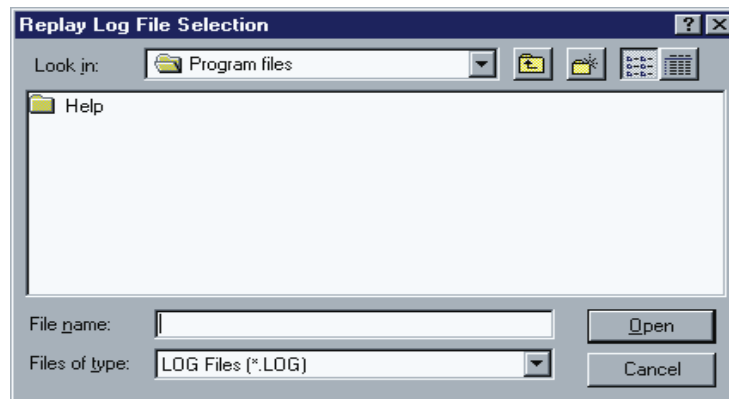 Replay Log File Selection
Look in: Program files
Help
File name:
Open
Files of type: LOG Files (*.LOG)
Cancel